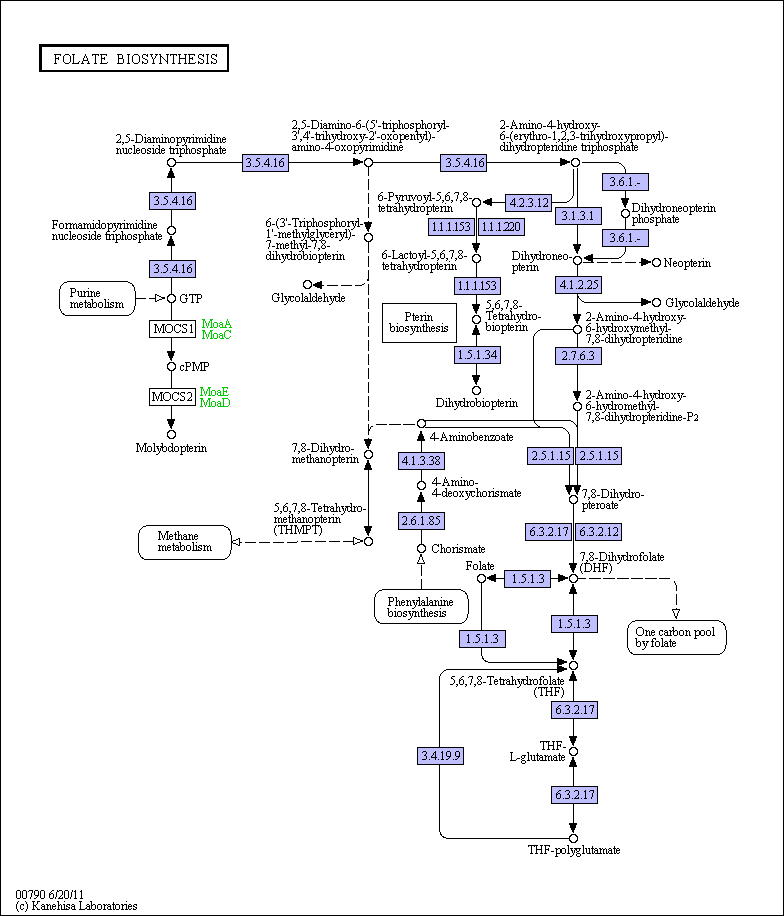 FOLATE BIOSYNTHESIS
2,5-Diaminopyrimidine
nucleoside triphosphate
2,5-Diamino-6-(5'-triphosphoryl-
3',4'-trihydroxy-2'-oxopentyl)-
amino-4-oxopyrimidine
2-Amino-4-hydroxy-
6-(erythro-1,2,3-trihydroxypropyl)-
dihydropteridine triphosphate
3.5.4.16
3.5.4.16
3.6.1.-
3.5.4.16
6-Pyruvoyl-5,6,7,8-
tetrahydropterin
4.2.3.12
3.1.3.1
Dihydroneopterin
phosphate
Formamidopyrimidine
nucleoside triphosphate
6-(3'-Triphosphoryl-
1'-methylglyceryl)-
7-methyl-7,8-
dihydrobiopterin
1.1.1.153
1.1.1.220
3.6.1.-
3.5.4.16
6-Lactoyl-5,6,7,8-
tetrahydropterin
Dihydroneo-
pterin
Neopterin
Purine
metabolism
GTP
Glycolaldehyde
1.1.1.153
4.1.2.25
Glycolaldehyde
MOCS1
MoaA
MoaC
Pterin
biosynthesis
5,6,7,8-
Tetrahydro-
biopterin
2-Amino-4-hydroxy-
6-hydroxymethyl-
7,8-dihydropteridine
cPMP
1.5.1.34
2.7.6.3
MOCS2
MoaE
MoaD
Dihydrobiopterin
2-Amino-4-hydroxy-
6-hydromethyl-
7,8-dihydropteridine-P2
Molybdopterin
4-Aminobenzoate
7,8-Dihydro-
methanopterin
4.1.3.38
2.5.1.15
2.5.1.15
4-Amino-
4-deoxychorismate
7,8-Dihydro-
pteroate
5,6,7,8-Tetrahydro-
methanopterin
(THMPT)
2.6.1.85
6.3.2.17
6.3.2.12
Methane
metabolism
Chorismate
7,8-Dihydrofolate
(DHF)
Folate
1.5.1.3
Phenylalanine
biosynthesis
1.5.1.3
1.5.1.3
One carbon pool
by folate
5,6,7,8-Tetrahydrofolate
(THF)
6.3.2.17
3.4.19.9
THF-
L-glutamate
6.3.2.17
THF-polyglutamate
00790 6/20/11
(c) Kanehisa Laboratories